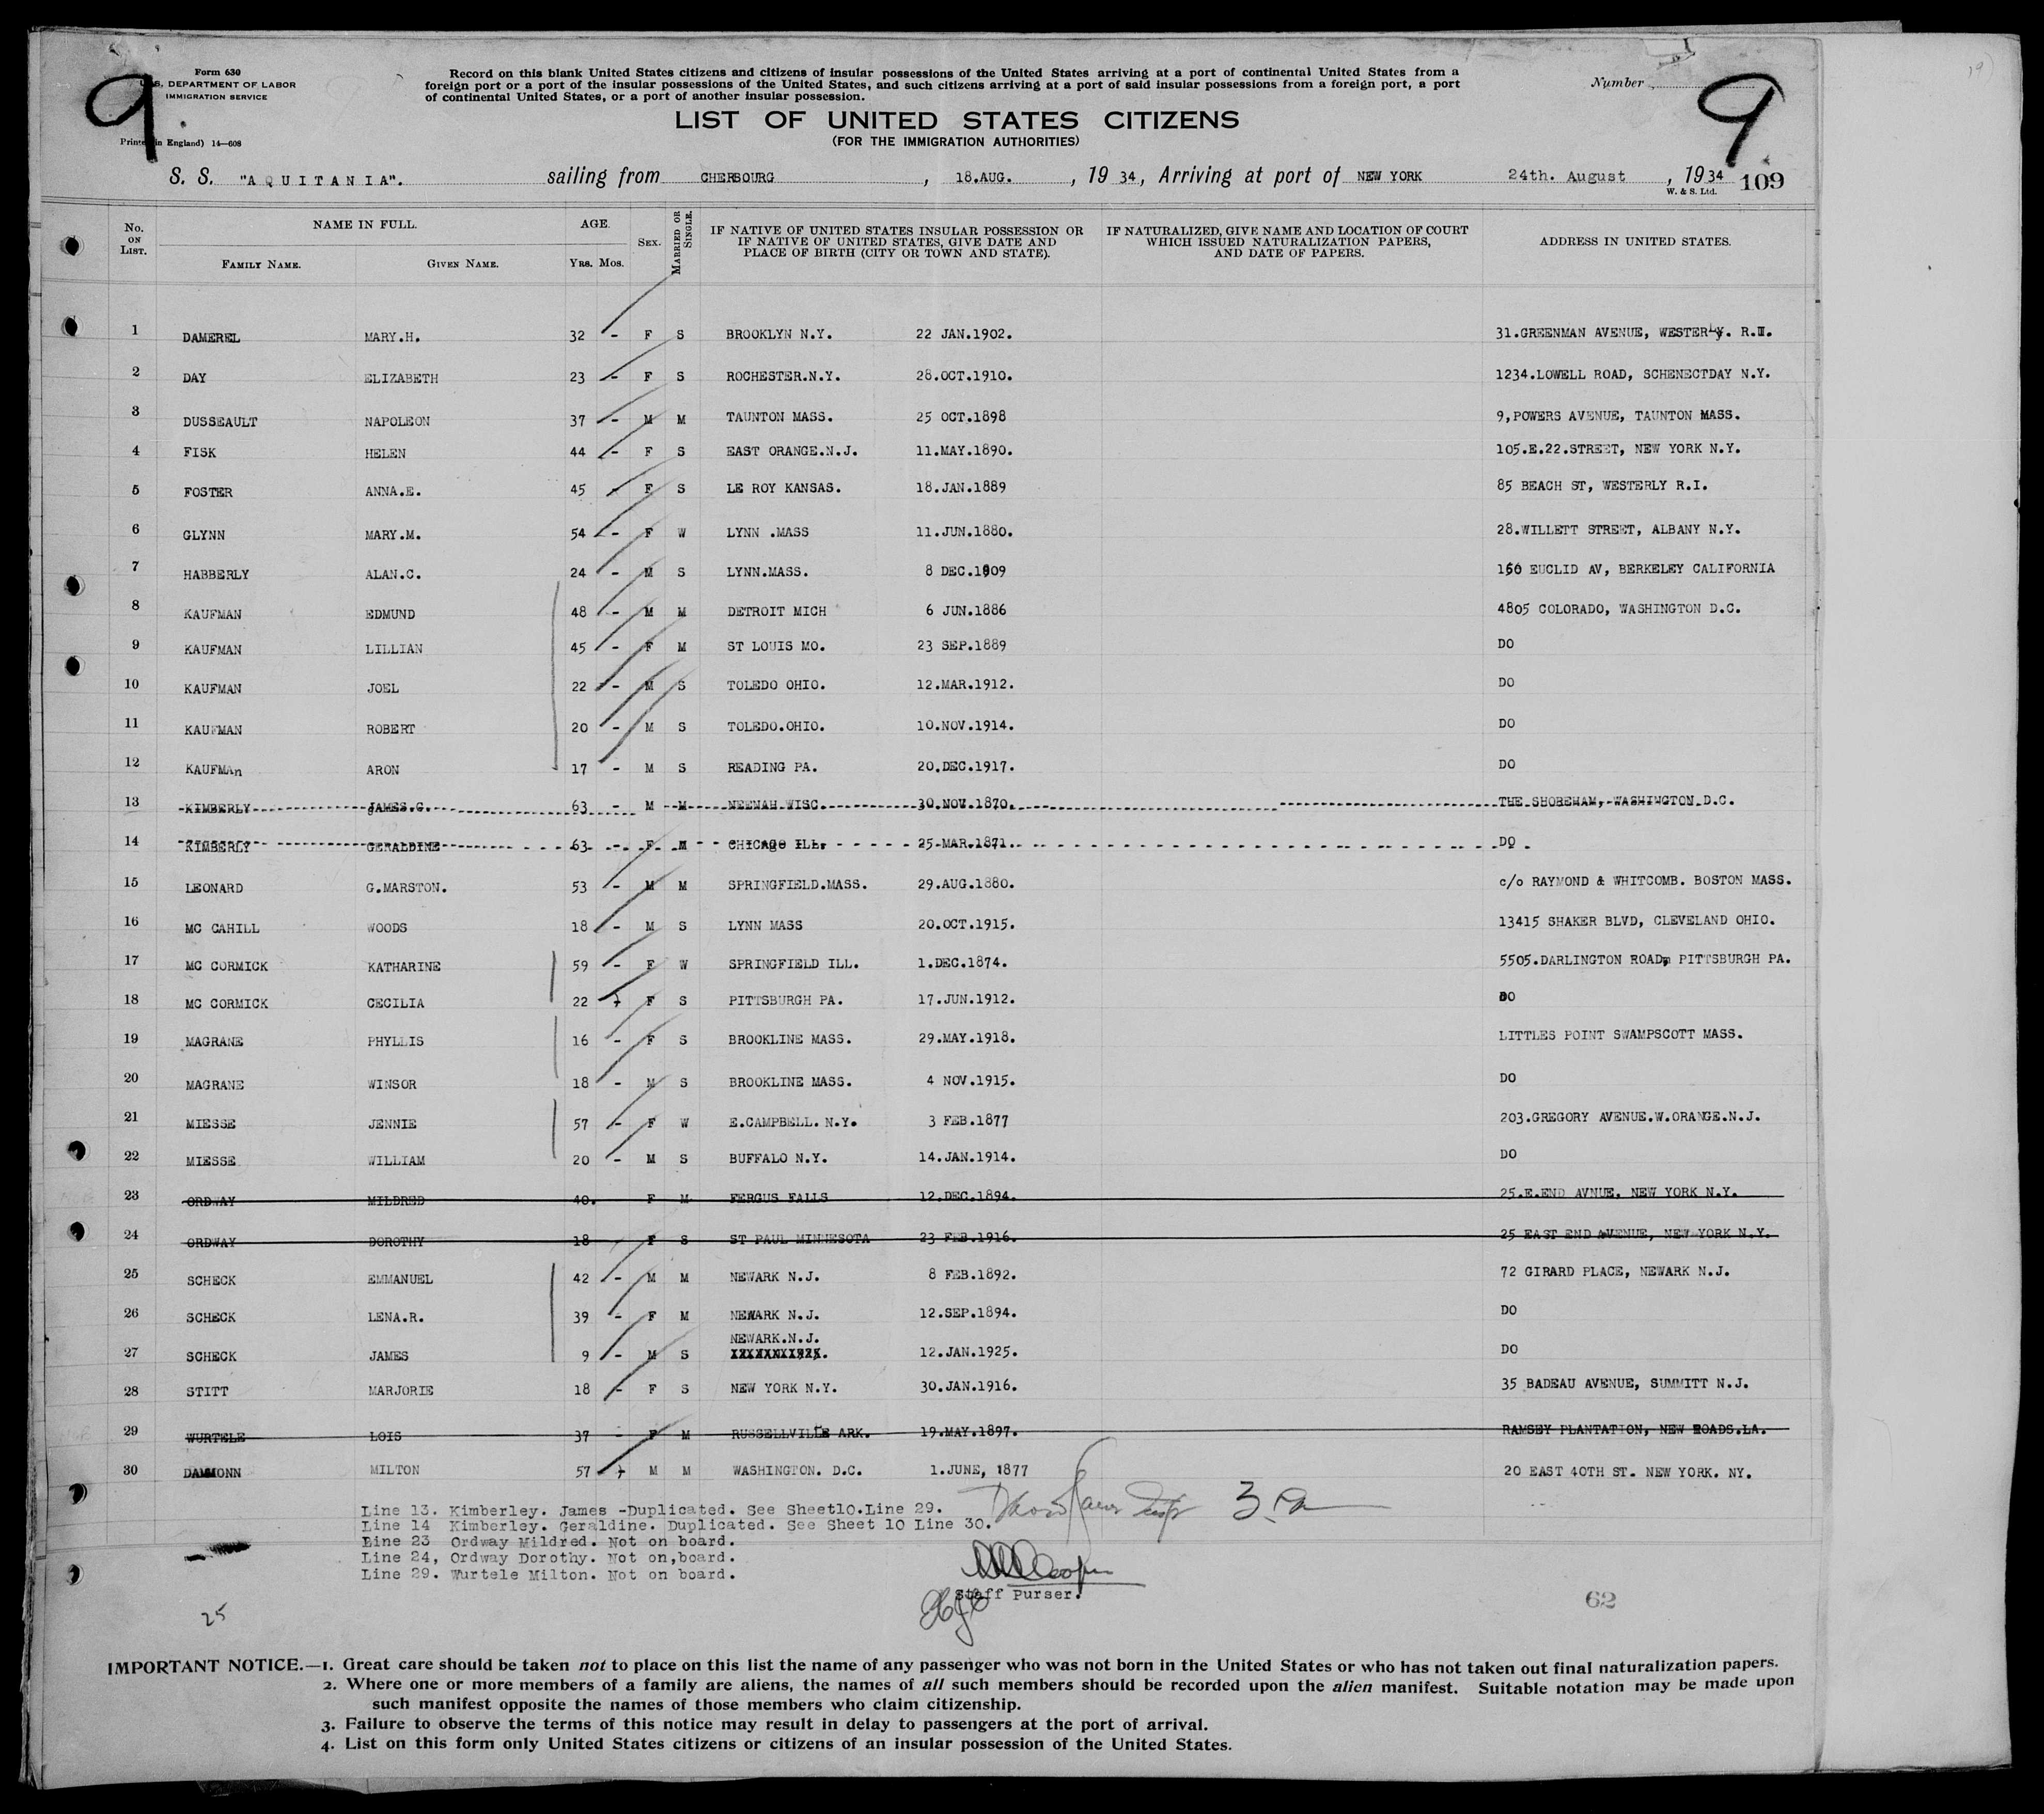 9
Form 630
U.S. DEPARTMENT OF LABOR
IMMIGRATION SERVICE
Printed in England) 14—608
Record on this blank United States citizens and citizens of insular possessions of the United States arriving at a port of continental United States from a
foreign port or a port of the insular possessions of the United States, and such citizens arriving at a port of said insular possessions from a foreign port, a port
of continental United States, or a port of another insular possession.
Number
9
LIST OF UNITED STATES CITIZENS
(FOR THE IMMIGRATION AUTHORITIES)
S. S. "AQUITANIA". sailing from CHERBOURG, 18.AUG., 19 34, Arriving at port of NEW YORK 24th. August, 19 34
W. & S. Ltd.
109
No. ON LIST. NAME IN FULL. FAMILY NAME. GIVEN NAME. AGE. YRS. MOS. SEX. MARRIED OR SINGLE. IF NATIVE OF UNITED STATES INSULAR POSSESSION OR IF NATIVE OF UNITED STATES, GIVE DATE AND PLACE OF BIRTH (CITY OR TOWN AND STATE). IF NATURALIZED, GIVE NAME AND LOCATION OF COURT WHICH ISSUED NATURALIZATION PAPERS, AND DATE OF PAPERS. ADDRESS IN UNITED STATES.
1 DAMEREL MARY.H. 32 - F S BROOKLYN N.Y. 22 JAN.1902. 31.GREENMAN AVENUE, WESTERLY. R.I.
2 DAY ELIZABETH 23 - F S ROCHESTER.N.Y. 28.OCT.1910. 1234.LOWELL ROAD, SCHENECTDAY N.Y.
3 DUSSEAULT NAPOLEON 37 - M M TAUNTON MASS. 25 OCT.1898 9,POWERS AVENUE, TAUNTON MASS.
4 FISK HELEN 44 - F S EAST ORANGE.N.J. 11.MAY.1890. 105.E.22.STREET, NEW YORK N.Y.
5 FOSTER ANNA.E. 45 - F S LE ROY KANSAS. 18.JAN.1889 85 BEACH ST, WESTERLY R.I.
6 GLYNN MARY.M. 54 - F W LYNN .MASS 11.JUN.1880. 28.WILLETT STREET, ALBANY N.Y.
7 HABBERLY ALAN.C. 24 - M S LYNN.MASS. 8 DEC.1909 160 EUCLID AV, BERKELEY CALIFORNIA
8 KAUFMAN EDMUND 48 - M M DETROIT MICH 6 JUN.1886 4805 COLORADO, WASHINGTON D.C.
9 KAUFMAN LILLIAN 45 - F M ST LOUIS MO. 23 SEP.1889 DO
10 KAUFMAN JOEL 22 - M S TOLEDO OHIO. 12.MAR.1912. DO
11 KAUFMAN ROBERT 20 - M S TOLEDO.OHIO. 10.NOV.1914. DO
12 KAUFMAn ARON 17 - M S READING PA. 20.DEC.1917. DO
13 KIMBERLY JAMES.G. 63 - M M NEENAH WISC. 30.NOV.1870. THE SHOREHAM, WASHINGTON D.C.
14 KIMBERLY GERALDINE 63 - F M CHICAGO ILL. 25-MAR.1871. DO.
15 LEONARD G.MARSTON. 53 - M M SPRINGFIELD.MASS. 29.AUG.1880. c/o RAYMOND & WHITCOMB. BOSTON MASS.
16 MC CAHILL WOODS 18 - M S LYNN MASS 20.OCT.1915. 13415 SHAKER BLVD, CLEVELAND OHIO.
17 MC CORMICK KATHARINE 59 - F W SPRINGFIELD ILL. 1.DEC.1874. 5505.DARLINGTON ROAD, PITTSBURGH PA.
18 MC CORMICK CECILIA 22 - F S PITTSBURGH PA. 17.JUN.1912. DO
19 MAGRANE PHYLLIS 16 - F S BROOKLINE MASS. 29.MAY.1918. LITTLES POINT SWAMPSCOTT MASS.
20 MAGRANE WINSOR 18 - M S BROOKLINE MASS. 4 NOV.1915. DO
21 MIESSE JENNIE 57 - F W E.CAMPBELL. N.Y. 3 FEB.1877 203.GREGORY AVENUE.W.ORANGE.N.J.
22 MIESSE WILLIAM 20 - M S BUFFALO N.Y. 14.JAN.1914. DO
23 ORDWAY MILDRED 40. F M FERGUS FALLS 12.DEC.1894. 25.E.END AVNUE, NEW YORK N.Y.
24 ORDWAY DOROTHY 18 F S ST PAUL MINNESOTA 23 FEB.1916. 25 EAST END AVENUE, NEW YORK N.Y.
25 SCHECK EMMANUEL 42 - M M NEWARK N.J. 8 FEB.1892. 72 GIRARD PLACE, NEWARK N.J.
26 SCHECK LENA.R. 39 - F M NEWARK N.J. 12.SEP.1894. DO
27 SCHECK JAMES 9 - M S NEWARK.N.J. 12.JAN.1925. DO
28 STITT MARJORIE 18 - F S NEW YORK N.Y. 30.JAN.1916. 35 BADEAU AVENUE, SUMMITT N.J.
29 WURTELE LOIS 37 - F M RUSSELLVILLE ARK. 19.MAY.1897. RAMSEY PLANTATION, NEW ROADS.LA.
30 DAMMONN MILTON 57 - M M WASHINGTON. D.C. 1.JUNE, 1877 20 EAST 40TH ST. NEW YORK. NY.
Line 13. Kimberley. James -Duplicated. See Sheet10.Line 29.
Line 14 Kimberley. Geraldine. Duplicated. See Sheet 10 Line 30.
Line 23 Ordway Mildred. Not on board.
Line 24, Ordway Dorothy. Not on,board.
Line 29. Wurtele Milton. Not on board.
Staff Purser.
25
62
IMPORTANT NOTICE.—1. Great care should be taken not to place on this list the name of any passenger who was not born in the United States or who has not taken out final naturalization papers.
2. Where one or more members of a family are aliens, the names of all such members should be recorded upon the alien manifest. Suitable notation may be made upon
such manifest opposite the names of those members who claim citizenship.
3. Failure to observe the terms of this notice may result in delay to passengers at the port of arrival.
4. List on this form only United States citizens or citizens of an insular possession of the United States.